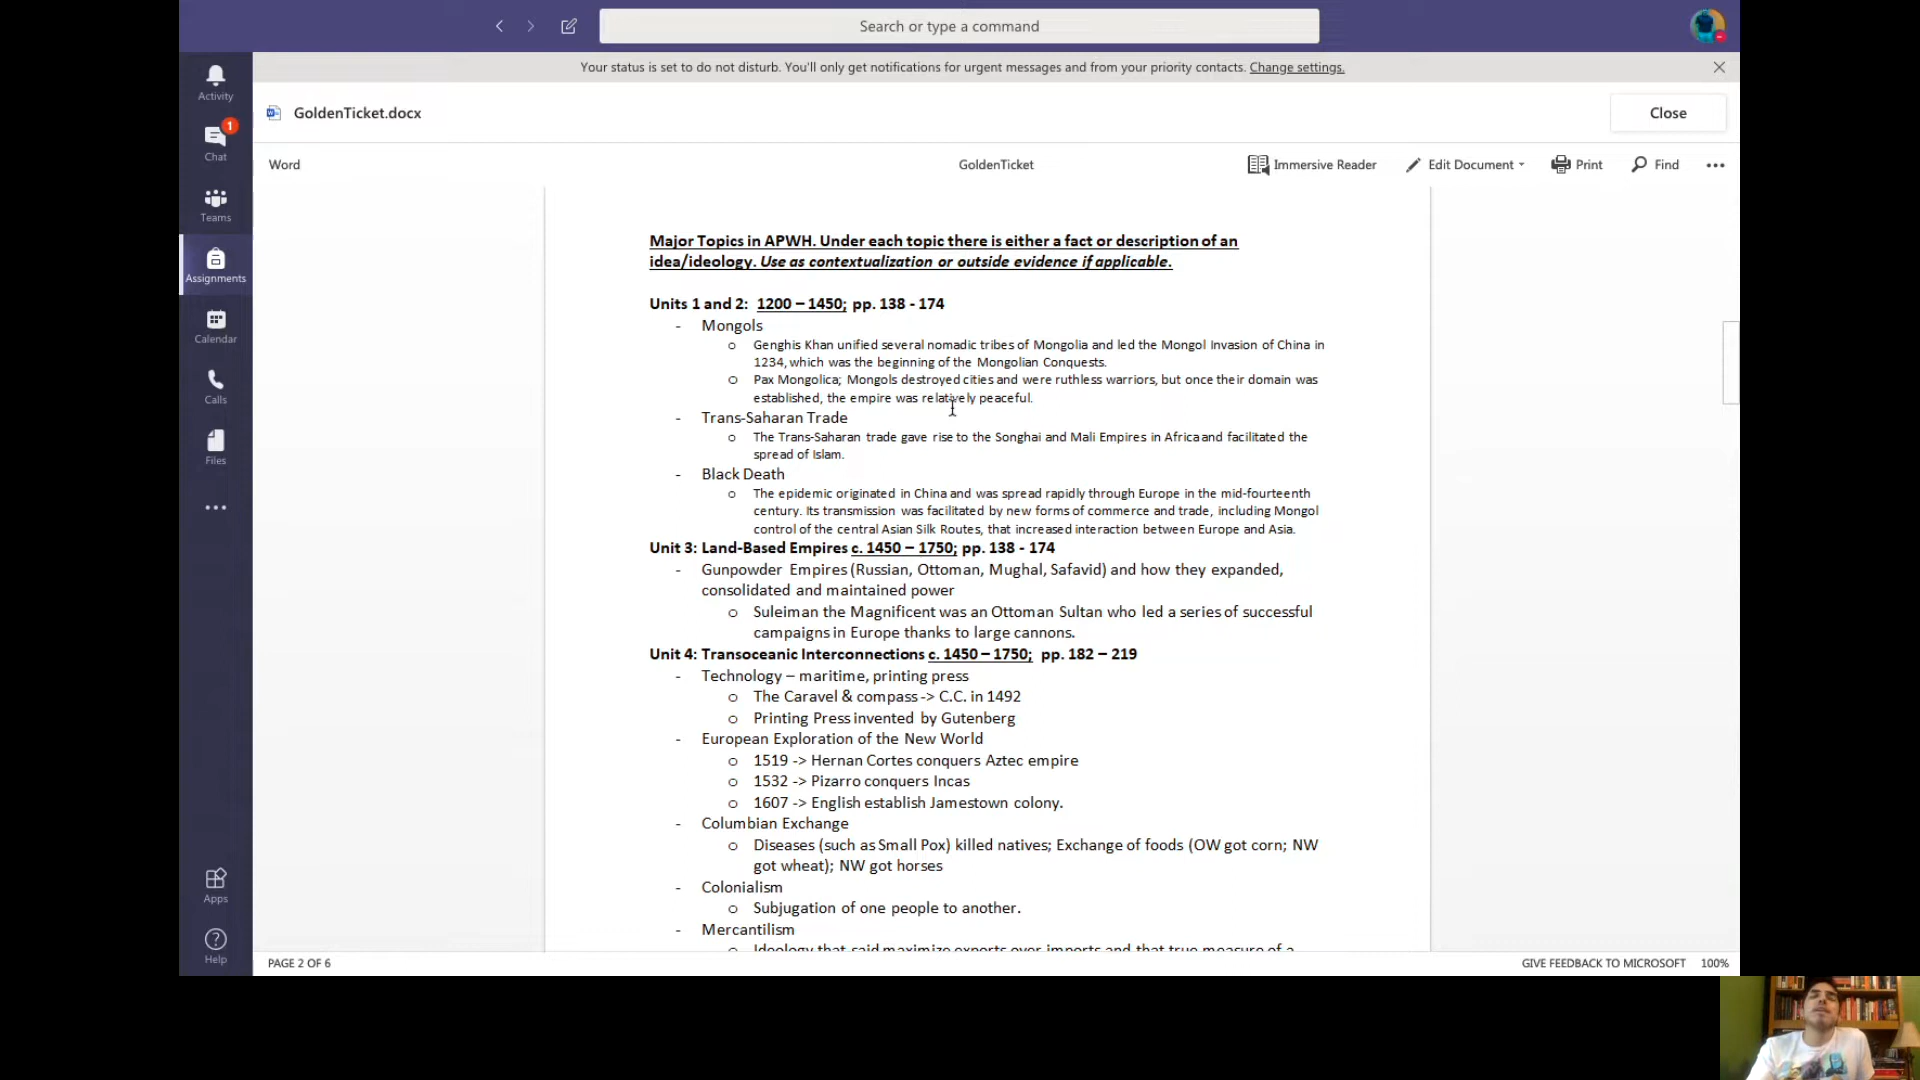 Search or type a command
Your status is set to do not disturb. You'll only get notifications for urgent messages and from your priority contacts. Change settings.
Activity
GoldenTicket.docx
Close
1
Chat
Word
GoldenTicket
Immersive Reader
Edit Document
Print
Find
Teams
Assignments
Calendar
Calls
Files
Apps
Help
Major Topics in APWH. Under each topic there is either a fact or description of an
idea/ideology. Use as contextualization or outside evidence if applicable.
Units 1 and 2: 1200 – 1450; pp. 138 - 174
- Mongols
o Genghis Khan unified several nomadic tribes of Mongolia and led the Mongol Invasion of China in
1234, which was the beginning of the Mongolian Conquests.
o Pax Mongolica; Mongols destroyed cities and were ruthless warriors, but once their domain was
established, the empire was relatively peaceful.
- Trans-Saharan Trade
o The Trans-Saharan trade gave rise to the Songhai and Mali Empires in Africa and facilitated the
spread of Islam.
- Black Death
o The epidemic originated in China and was spread rapidly through Europe in the mid-fourteenth
century. Its transmission was facilitated by new forms of commerce and trade, including Mongol
control of the central Asian Silk Routes, that increased interaction between Europe and Asia.
Unit 3: Land-Based Empires c. 1450 – 1750; pp. 138 - 174
- Gunpowder Empires (Russian, Ottoman, Mughal, Safavid) and how they expanded,
consolidated and maintained power
o Suleiman the Magnificent was an Ottoman Sultan who led a series of successful
campaigns in Europe thanks to large cannons.
Unit 4: Transoceanic Interconnections c. 1450 – 1750; pp. 182 – 219
- Technology – maritime, printing press
o The Caravel & compass -> C.C. in 1492
o Printing Press invented by Gutenberg
- European Exploration of the New World
o 1519 -> Hernan Cortes conquers Aztec empire
o 1532 -> Pizarro conquers Incas
o 1607 -> English establish Jamestown colony.
- Columbian Exchange
o Diseases (such as Small Pox) killed natives; Exchange of foods (OW got corn; NW
got wheat); NW got horses
- Colonialism
o Subjugation of one people to another.
- Mercantilism
o Ideology that said maximize exports over imports and that true measure of a
PAGE 2 OF 6
GIVE FEEDBACK TO MICROSOFT
100%